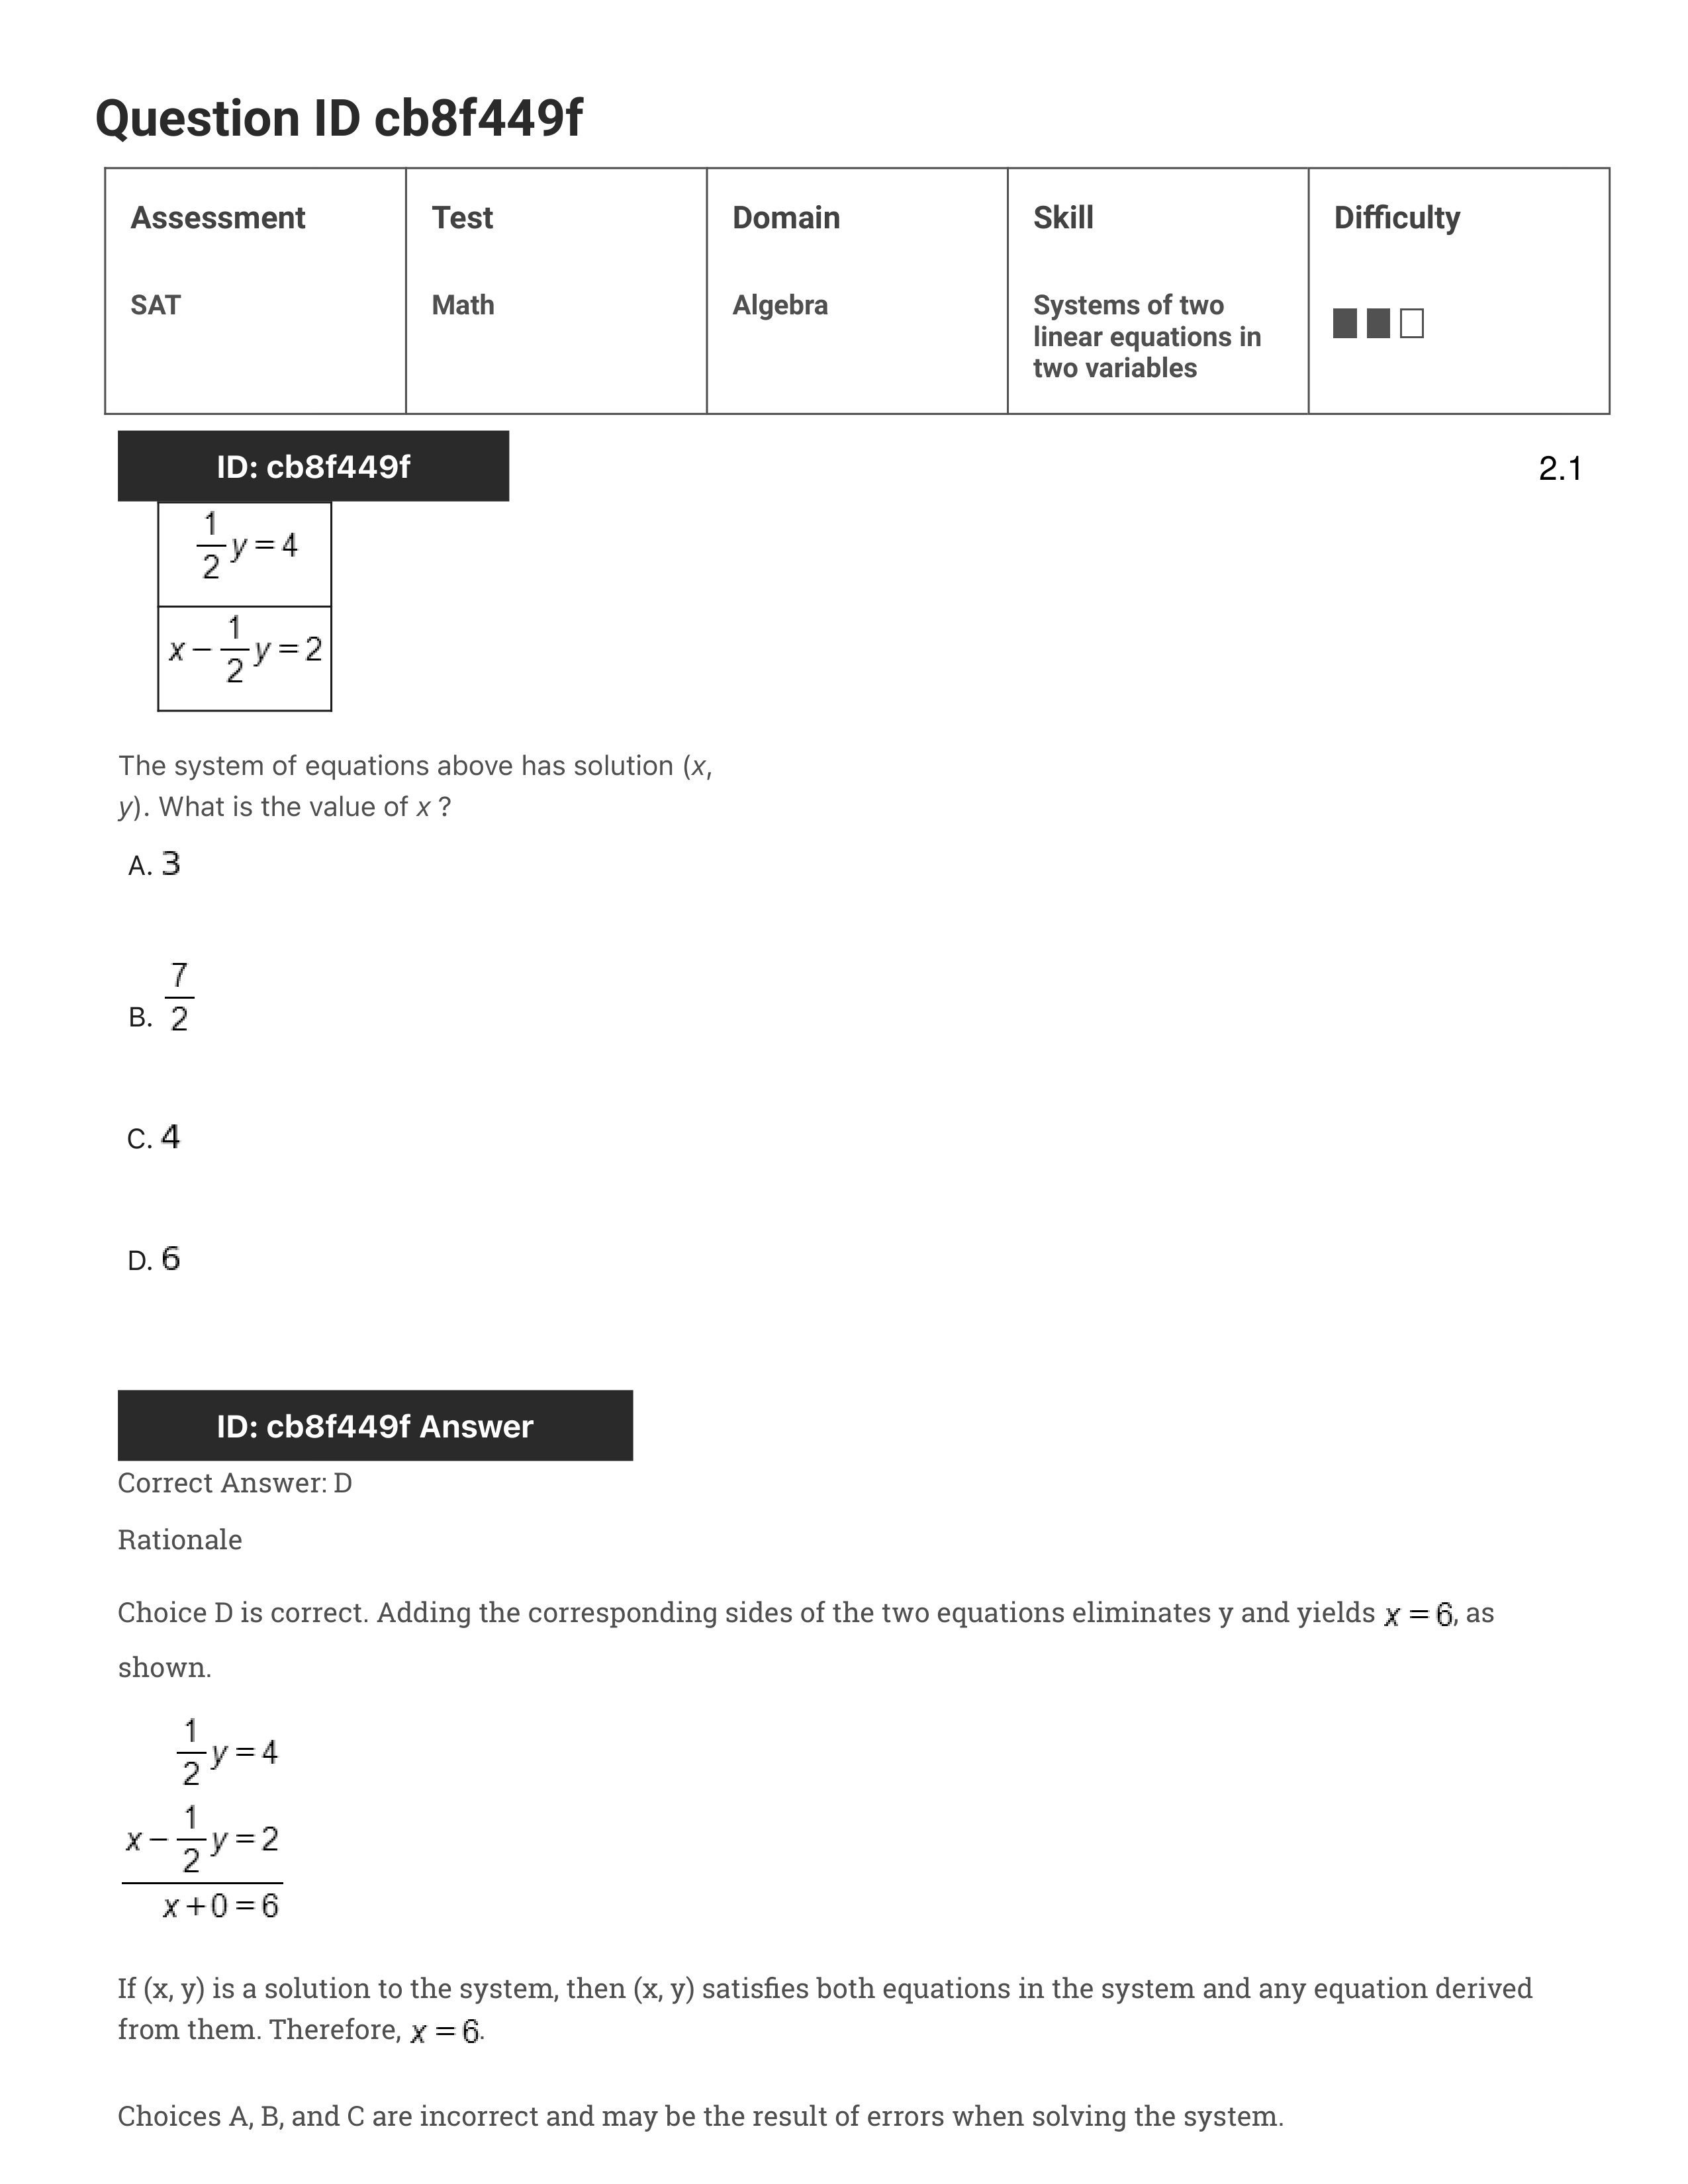 Question ID cb8f449f
Assessment Test Domain Skill Difficulty
SAT Math Algebra Systems of two
linear equations in
two variables
ID: cb8f449f 2.1
1/2 y = 4
x − 1/2 y = 2
The system of equations above has solution (x,
y). What is the value of x ?
A. 3
B. 7/2
C. 4
D. 6
ID: cb8f449f Answer
Correct Answer: D
Rationale
Choice D is correct. Adding the corresponding sides of the two equations eliminates y and yields x = 6, as
shown.
1/2 y = 4
x − 1/2 y = 2
x + 0 = 6
If (x, y) is a solution to the system, then (x, y) satisfies both equations in the system and any equation derived
from them. Therefore, x = 6.
Choices A, B, and C are incorrect and may be the result of errors when solving the system.